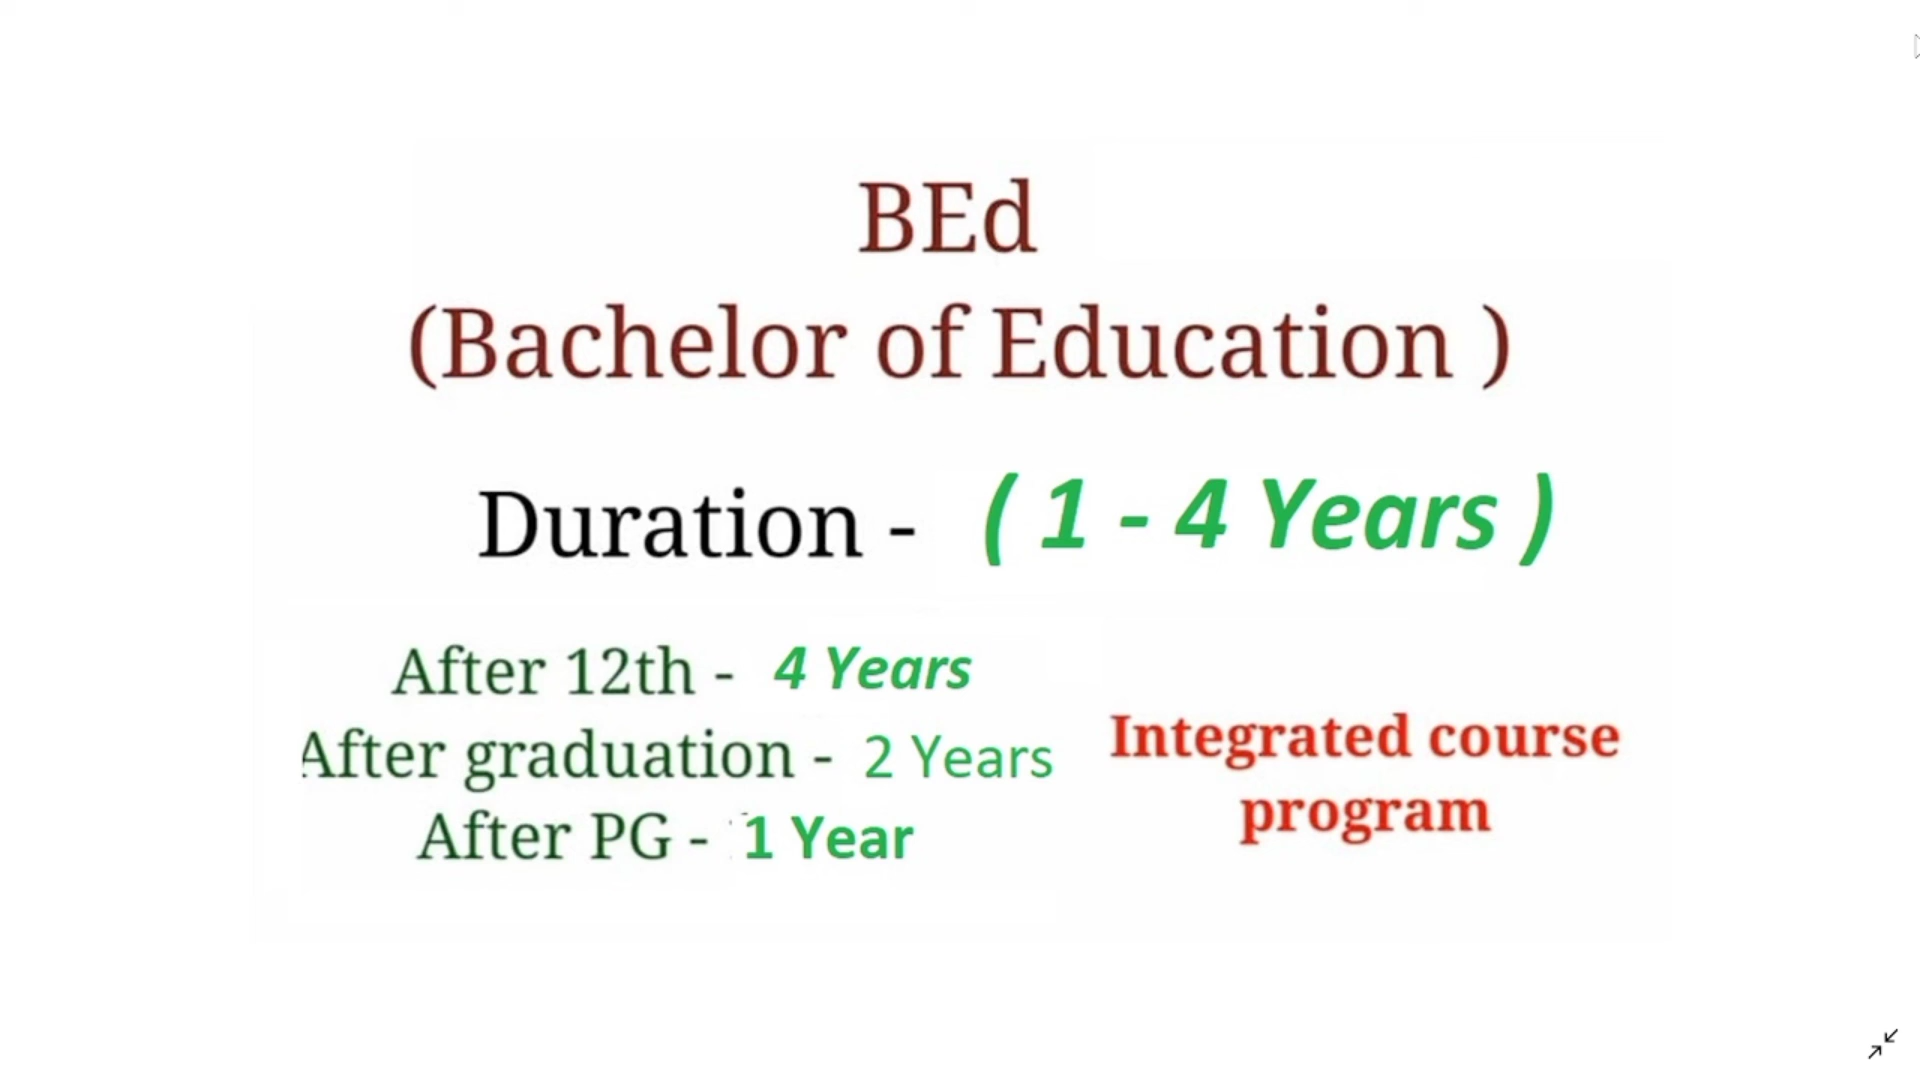 BEd
(Bachelor of Education )
Duration - ( 1 - 4 Years )
After 12th - 4 Years
After graduation - 2 Years
After PG - 1 Year
Integrated course
program